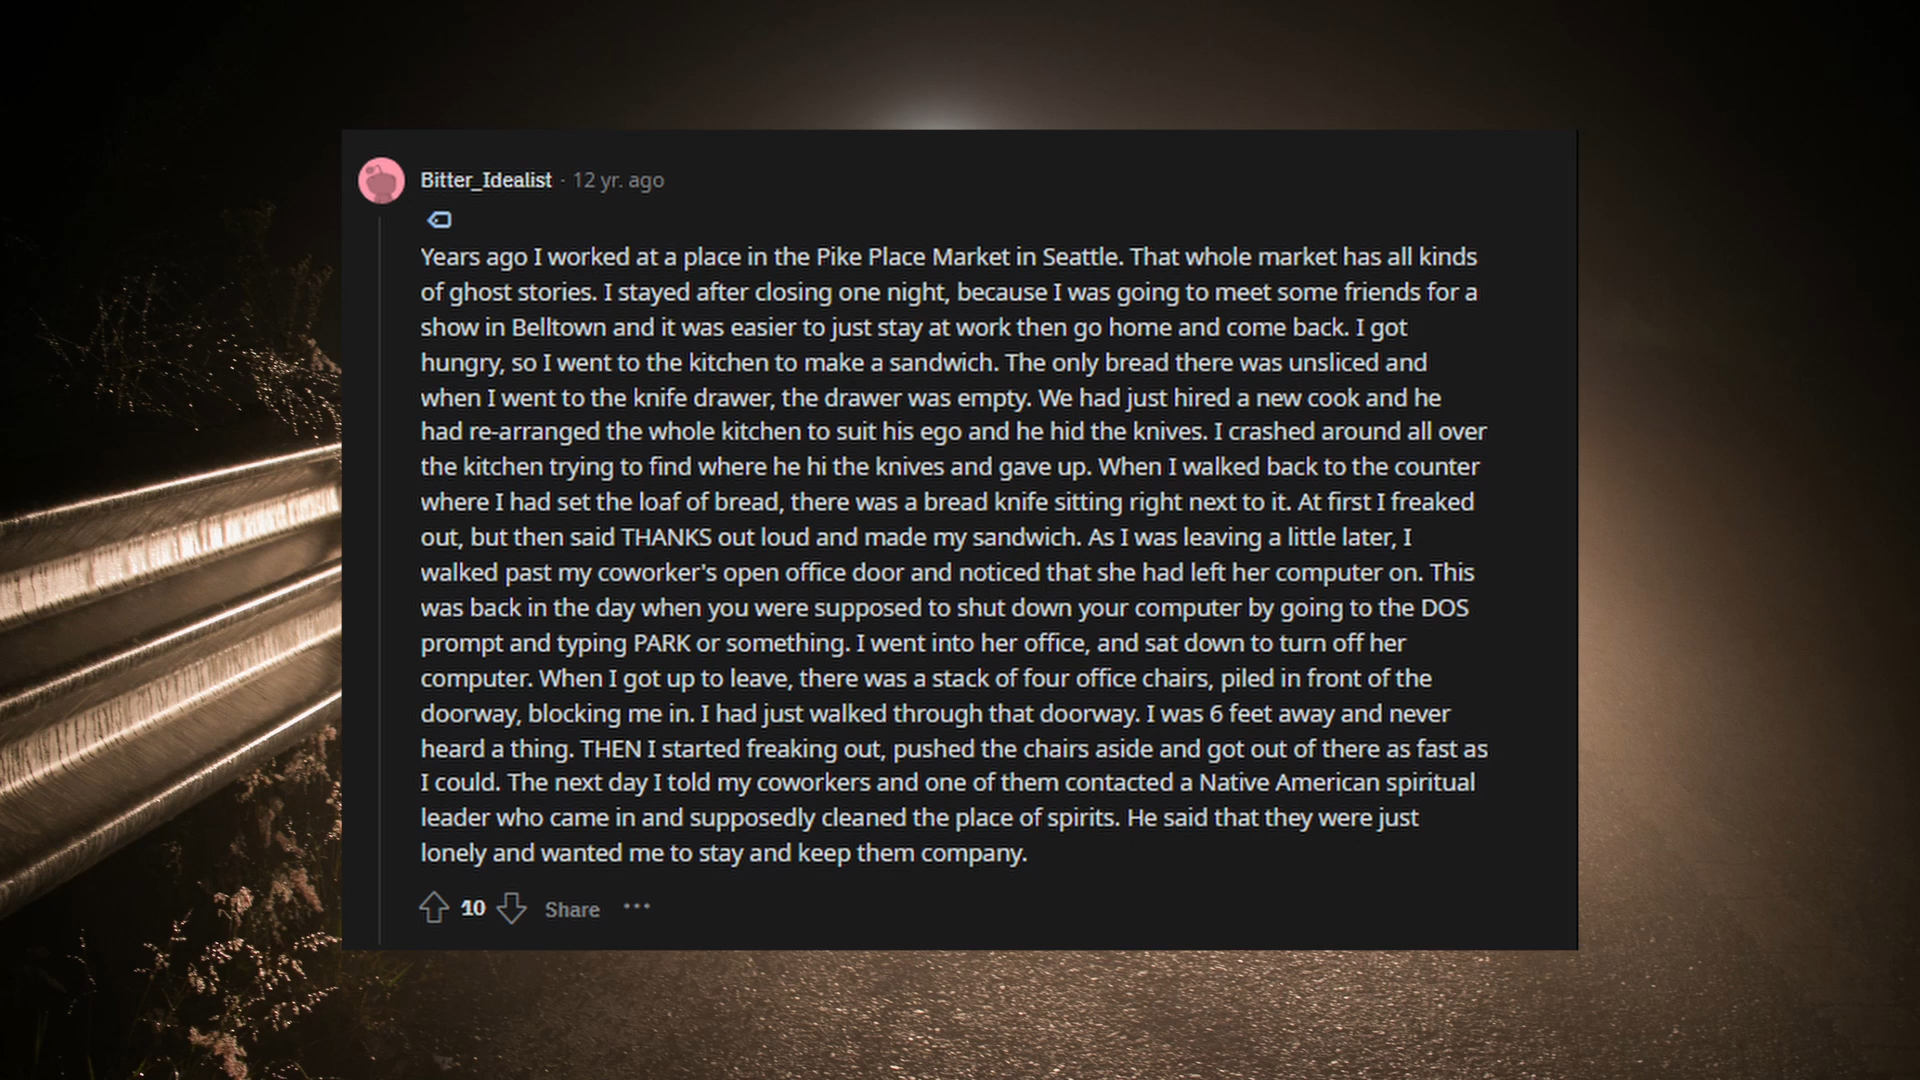 Bitter_Idealist · 12 yr. ago
Years ago I worked at a place in the Pike Place Market in Seattle. That whole market has all kinds
of ghost stories. I stayed after closing one night, because I was going to meet some friends for a
show in Belltown and it was easier to just stay at work then go home and come back. I got
hungry, so I went to the kitchen to make a sandwich. The only bread there was unsliced and
when I went to the knife drawer, the drawer was empty. We had just hired a new cook and he
had re-arranged the whole kitchen to suit his ego and he hid the knives. I crashed around all over
the kitchen trying to find where he hi the knives and gave up. When I walked back to the counter
where I had set the loaf of bread, there was a bread knife sitting right next to it. At first I freaked
out, but then said THANKS out loud and made my sandwich. As I was leaving a little later, I
walked past my coworker's open office door and noticed that she had left her computer on. This
was back in the day when you were supposed to shut down your computer by going to the DOS
prompt and typing PARK or something. I went into her office, and sat down to turn off her
computer. When I got up to leave, there was a stack of four office chairs, piled in front of the
doorway, blocking me in. I had just walked through that doorway. I was 6 feet away and never
heard a thing. THEN I started freaking out, pushed the chairs aside and got out of there as fast as
I could. The next day I told my coworkers and one of them contacted a Native American spiritual
leader who came in and supposedly cleaned the place of spirits. He said that they were just
lonely and wanted me to stay and keep them company.
10 Share ···